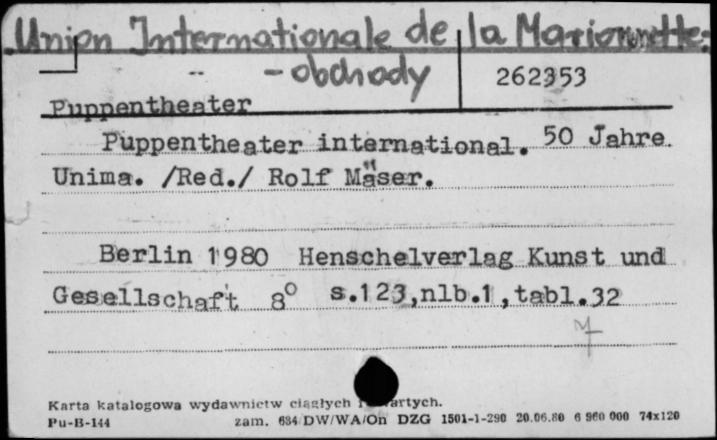 Union Internationale de la Marionnette:
- obchody
262353
Puppentheater
Puppentheater international. 50 Jahre
Unima. /Red./ Rolf Mäser.
Berlin 1980 Henschelverlag Kunst und
Gesellschaft 8° s.123,nlb.1,tabl.32
Karta katalogowa wydawnictw ciągłych i zwartych.
Pu-B-144 zam. 684/DW/WA/On DZG 1501-1-290 20.06.80 6 960 000 74x120